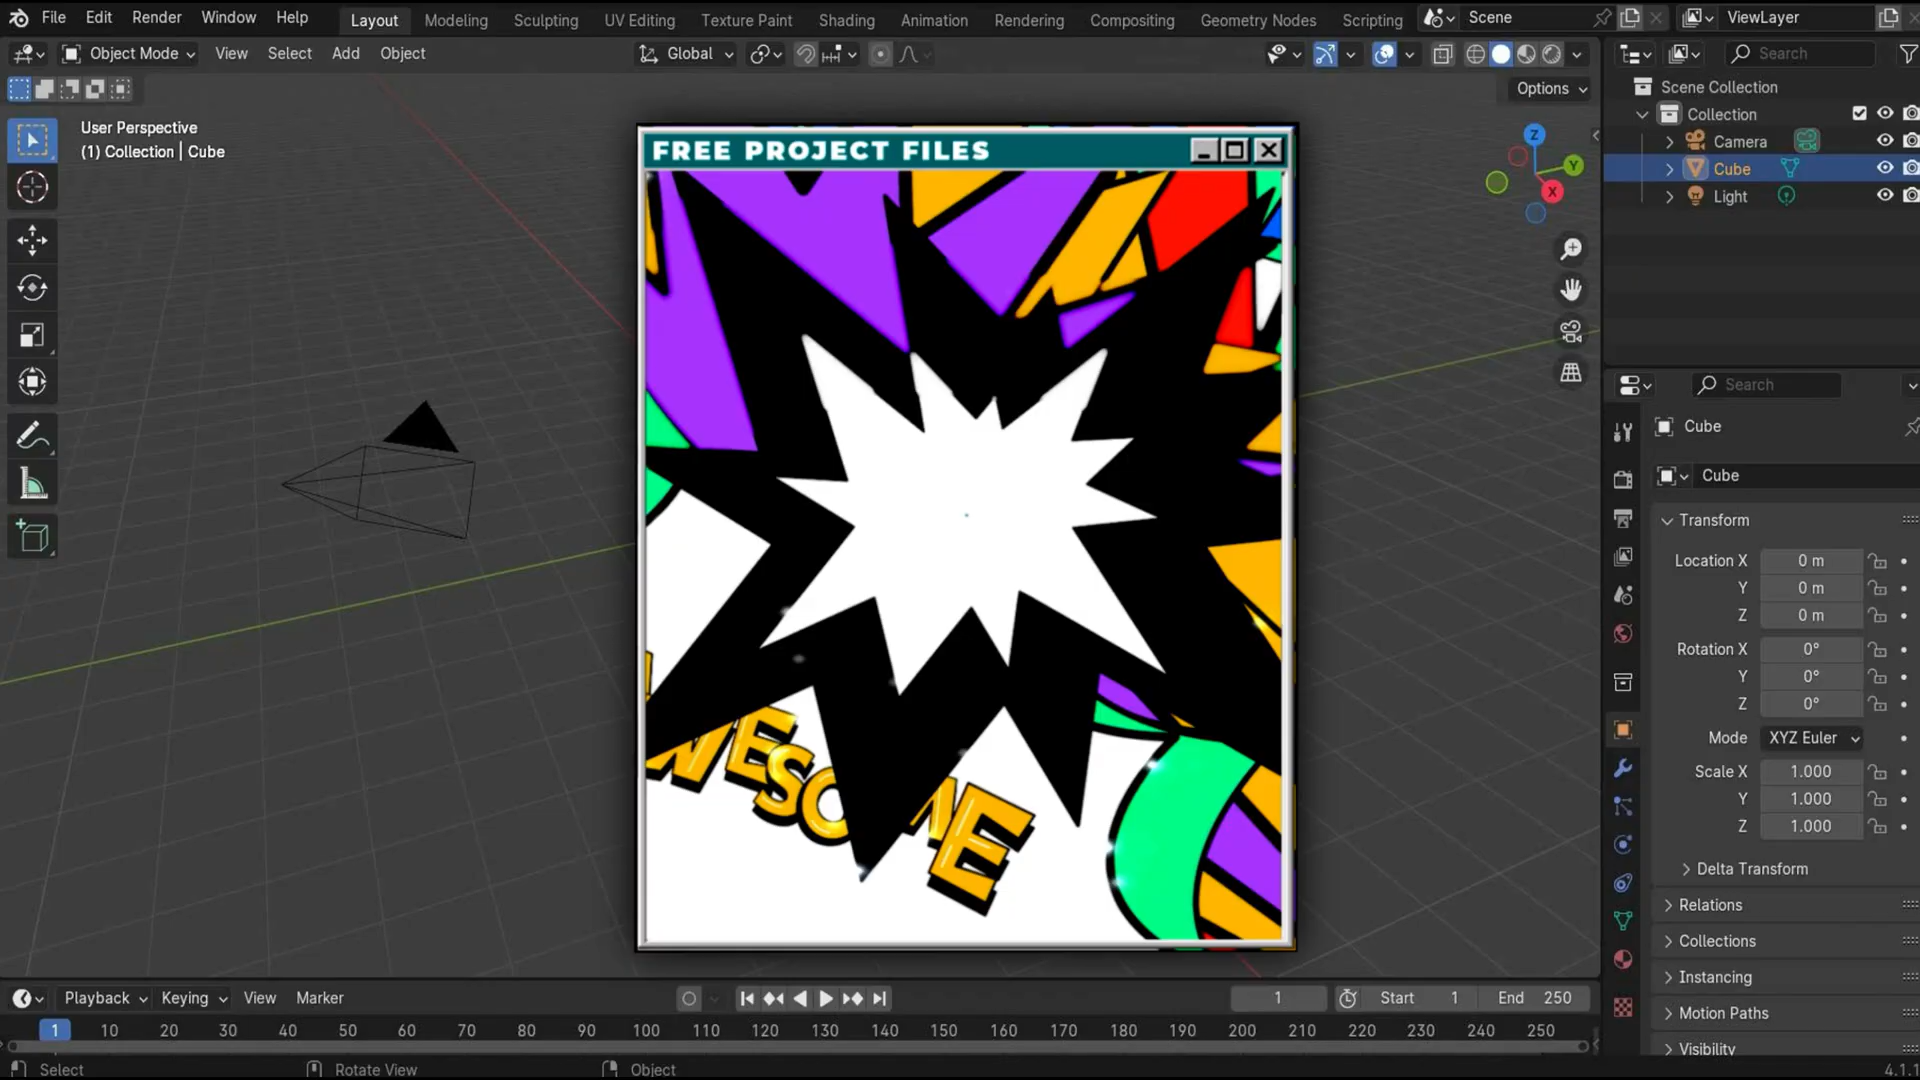 File Edit Render Window Help Layout Modeling Sculpting UV Editing Texture Paint Shading Animation Rendering Compositing Geometry Nodes Scripting Scene ViewLayer
Object Mode View Select Add Object Global Search
Options
User Perspective
(1) Collection | Cube
Z
Y
X
Scene Collection
Collection
Camera
Cube
Light
FREE PROJECT FILES
ESO ME
Search
Cube
Cube
Transform
Location X 0 m
Y 0 m
Z 0 m
Rotation X 0°
Y 0°
Z 0°
Mode XYZ Euler
Scale X 1.000
Y 1.000
Z 1.000
Delta Transform
Relations
Collections
Instancing
Motion Paths
Visibility
Playback Keying View Marker 1 Start 1 End 250
1 10 20 30 40 50 60 70 80 90 100 110 120 130 140 150 160 170 180 190 200 210 220 230 240 250
Select Rotate View Object 4.1.1